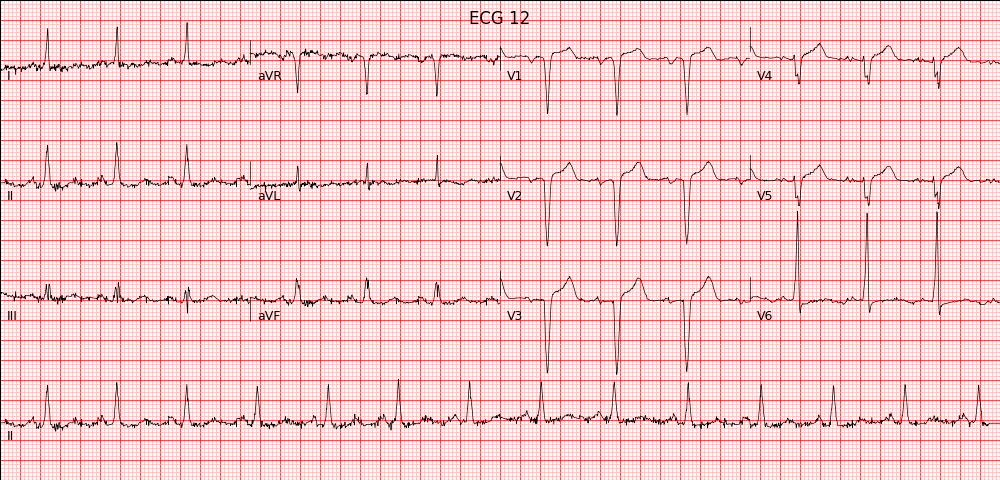 ECG 12
I aVR V1 V4
II aVL V2 V5
III aVF V3 V6
II